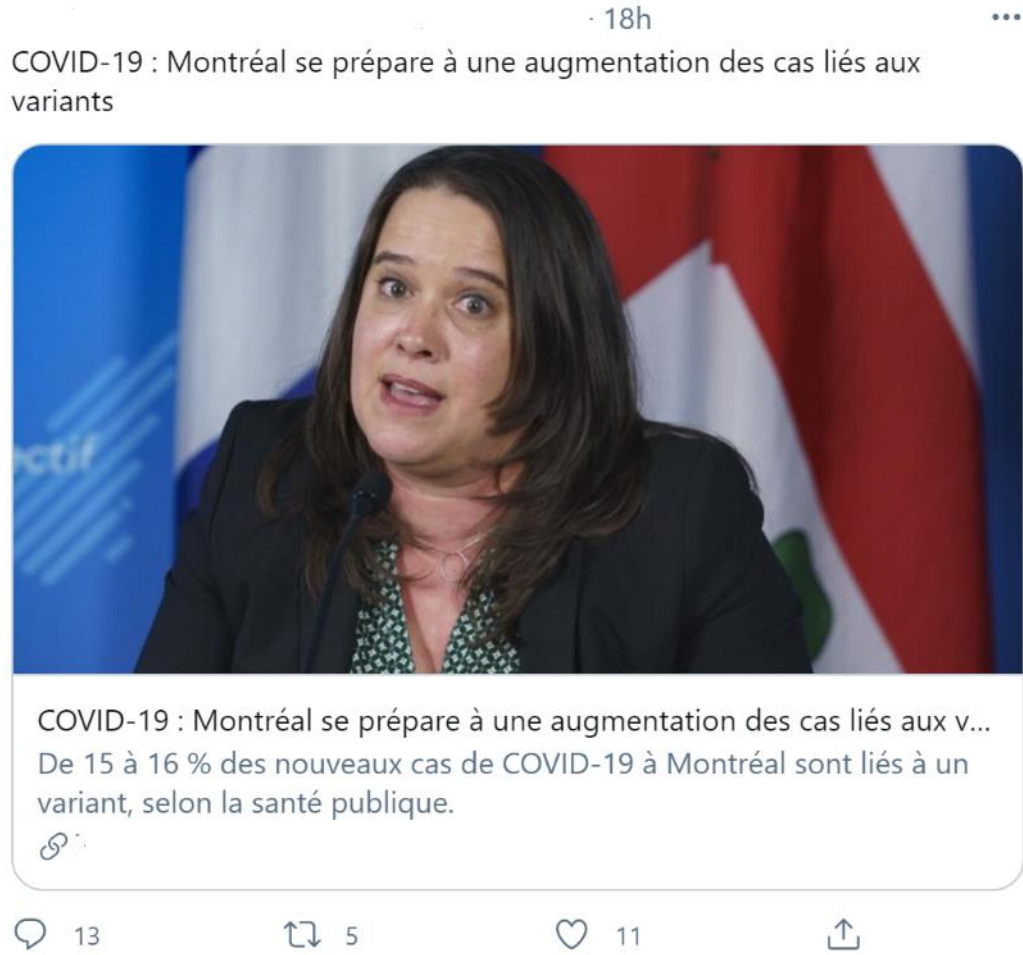 · 18h
COVID-19 : Montréal se prépare à une augmentation des cas liés aux
variants
ectif
COVID-19 : Montréal se prépare à une augmentation des cas liés aux v...
De 15 à 16 % des nouveaux cas de COVID-19 à Montréal sont liés à un
variant, selon la santé publique.
13 5 11